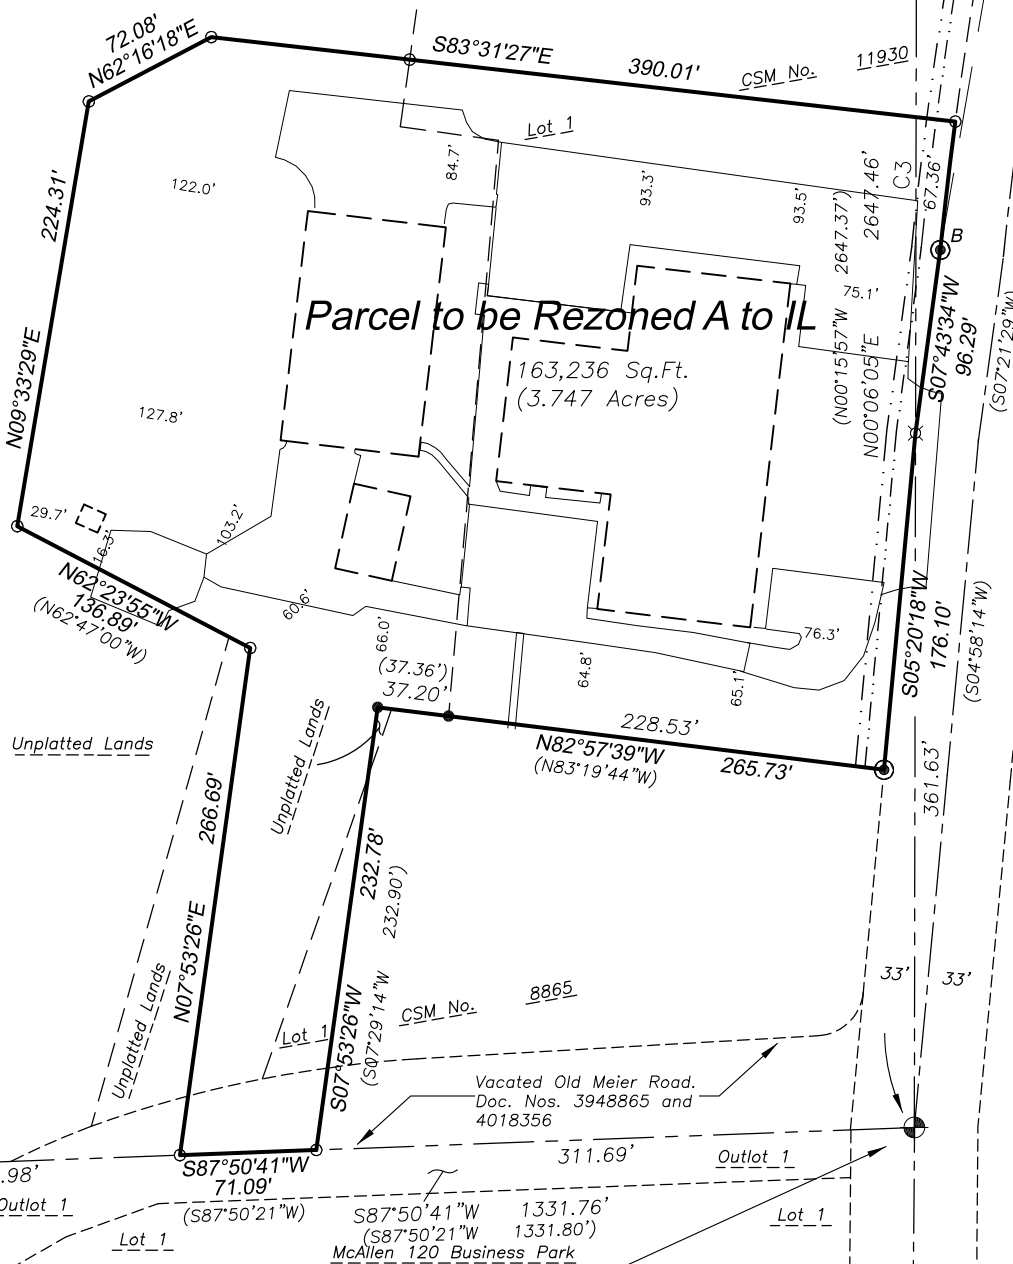 72.08'
N62°16'18"E
S83°31'27"E
390.01'
CSM No. 11930
Lot 1
84.7'
93.3'
93.5'
122.0'
224.31'
N09°33'29"E
(N00°15'57"W 2647.37')
N00°06'05"E 2647.46'
C3
67.36'
B
75.1'
S07°43'34"W
96.29'
(S07°21'29"W)
Parcel to be Rezoned A to IL
163,236 Sq.Ft.
(3.747 Acres)
127.8'
29.7'
16.3'
103.2'
N62°23'55"W
136.89'
(N62°47'00"W)
60.6'
66.0'
(37.36')
37.20'
64.8'
65.1'
76.3'
S05°20'18"W
176.10'
(S04°58'14"W)
228.53'
N82°57'39"W
265.73'
(N83°19'44"W)
361.63'
Unplatted Lands
Unplatted Lands
266.69'
N07°53'26"E
232.78'
232.90')
S07°53'26"W
(S07°29'14"W
Unplatted Lands
CSM No. 8865
Lot 1
33'
33'
Vacated Old Meier Road.
Doc. Nos. 3948865 and
4018356
311.69'
Outlot 1
S87°50'41"W
71.09'
(S87°50'21"W)
.98'
Outlot 1
Lot 1
S87°50'41"W 1331.76'
(S87°50'21"W 1331.80')
McAllen 120 Business Park
Lot 1